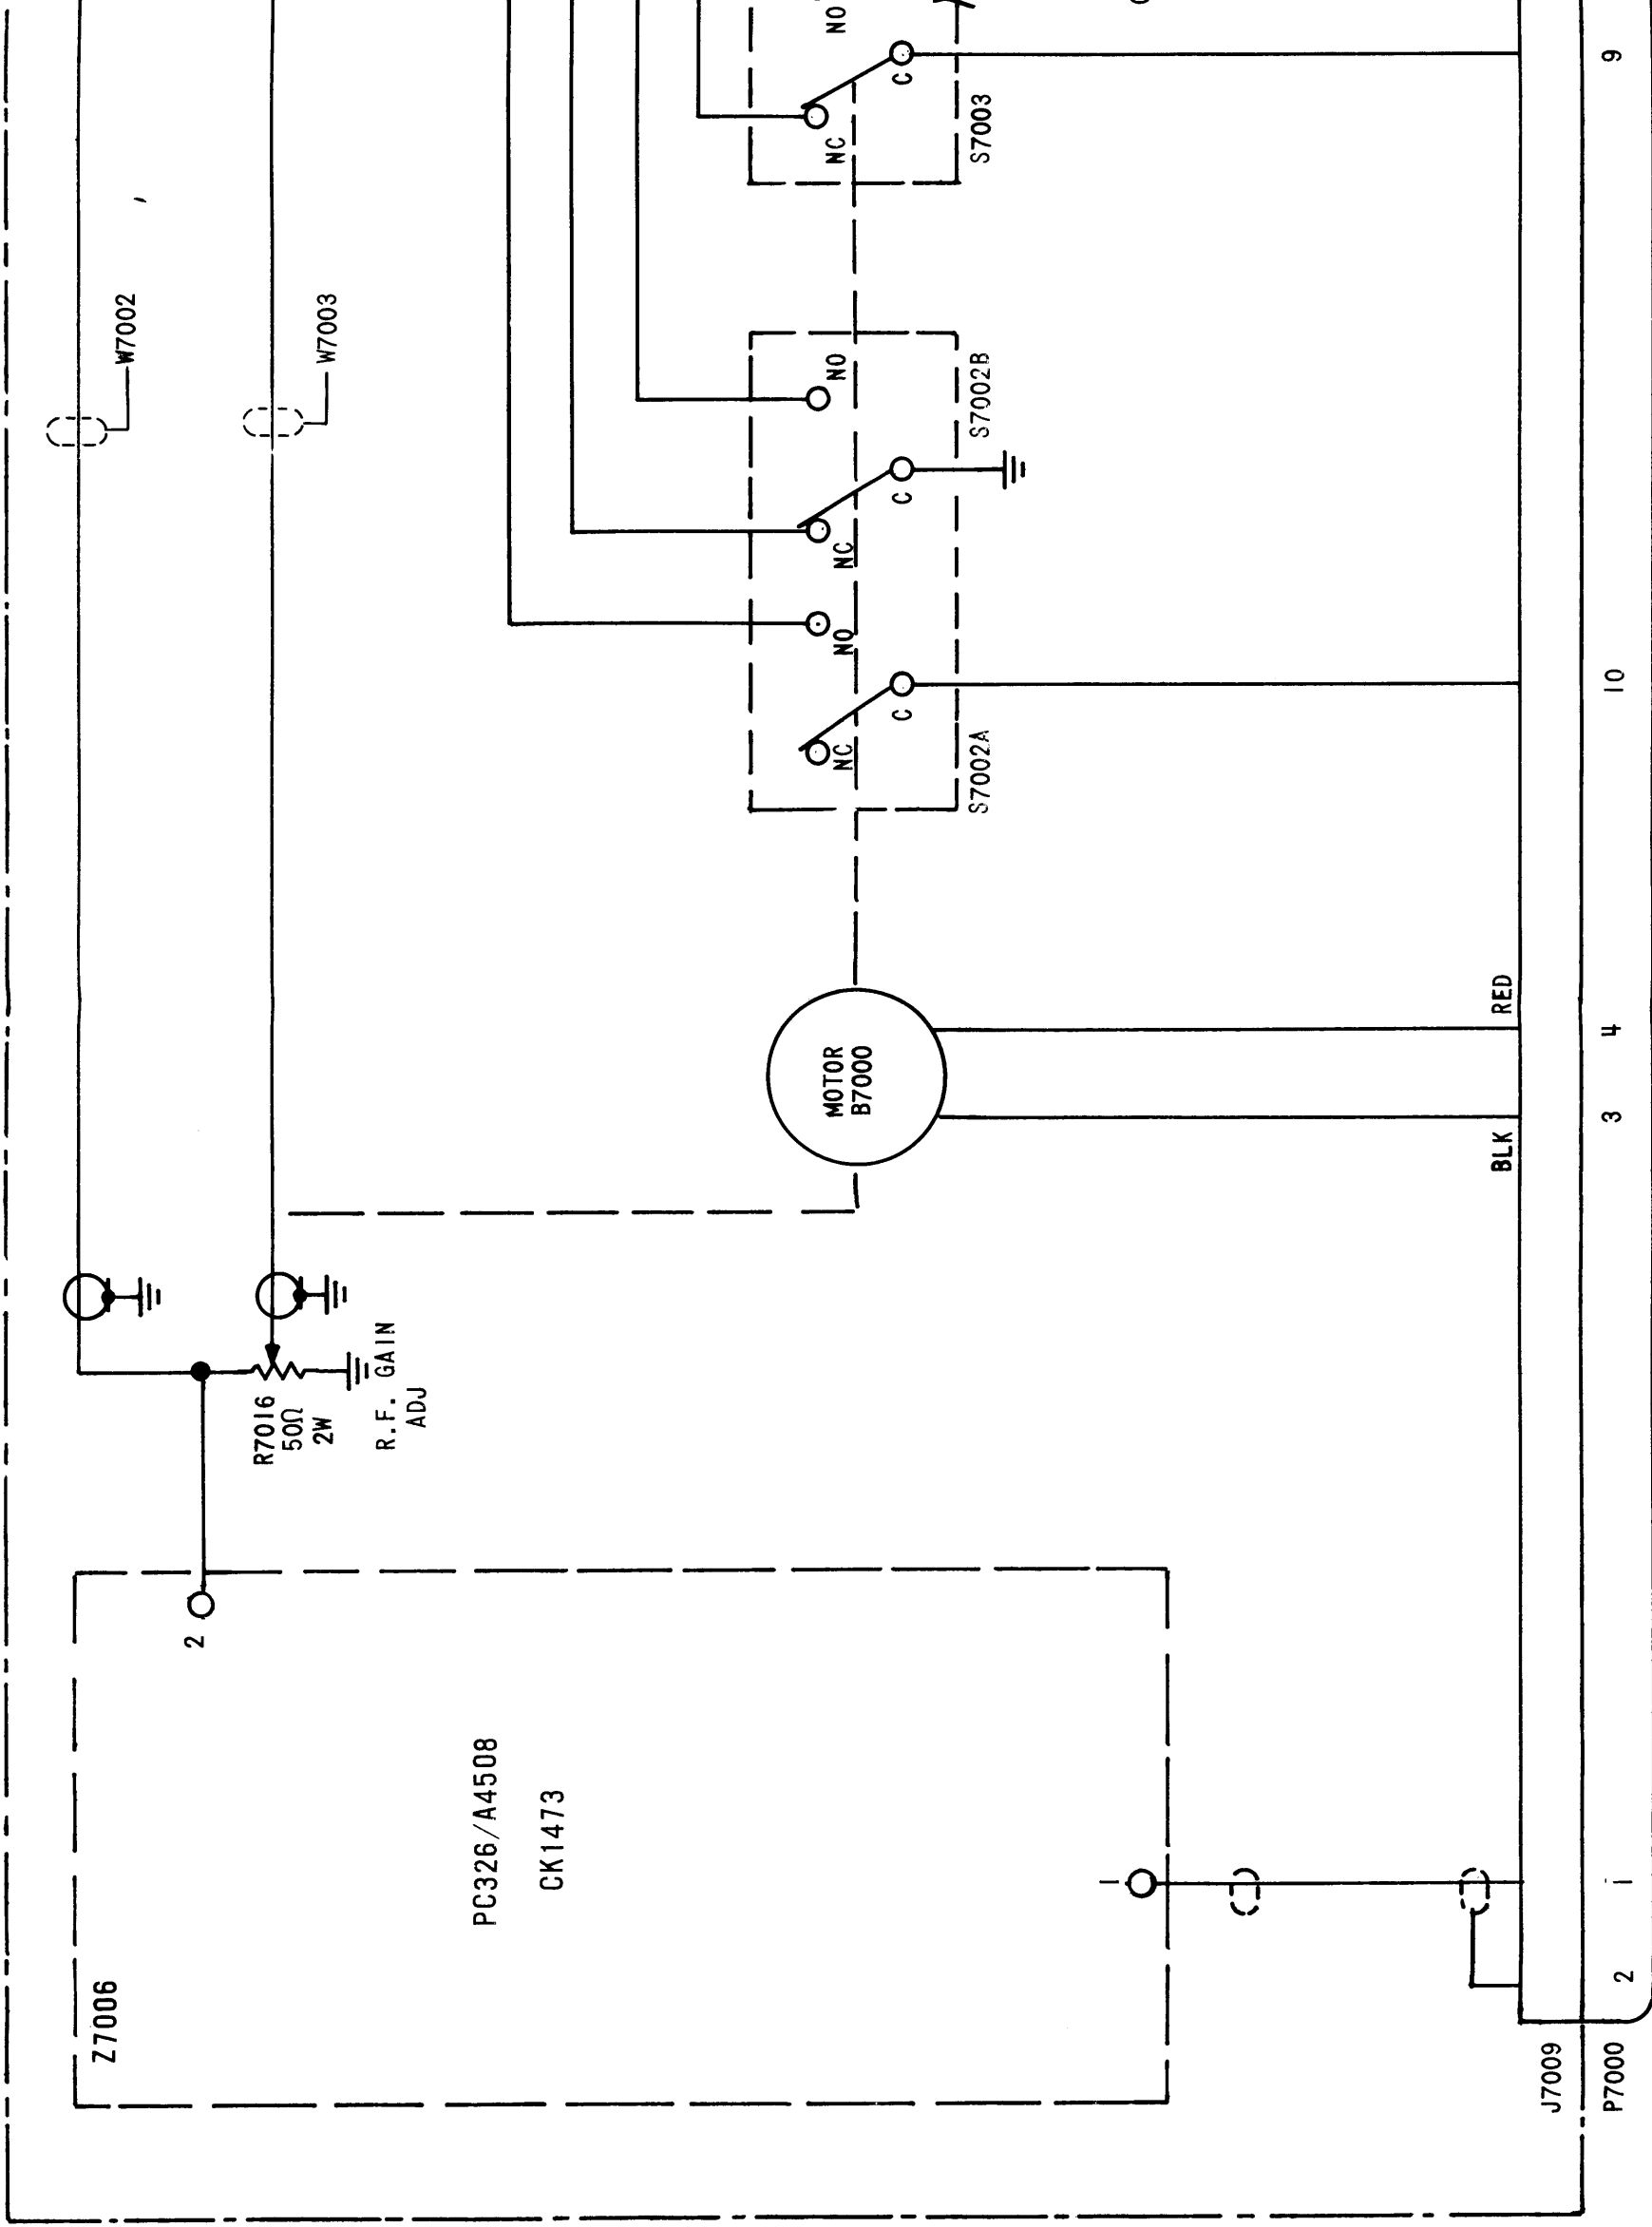 Z7006
PC326/A4508
CK1473
2
1
R7016
50Ω
2W
R.F. GAIN
ADJ
W7002
W7003
MOTOR
B7000
BLK
RED
NC
C
NO
S7002A
NC
C
NO
S7002B
NC
C
NO
S7003
J7009
P7000
2
1
3
4
10
9